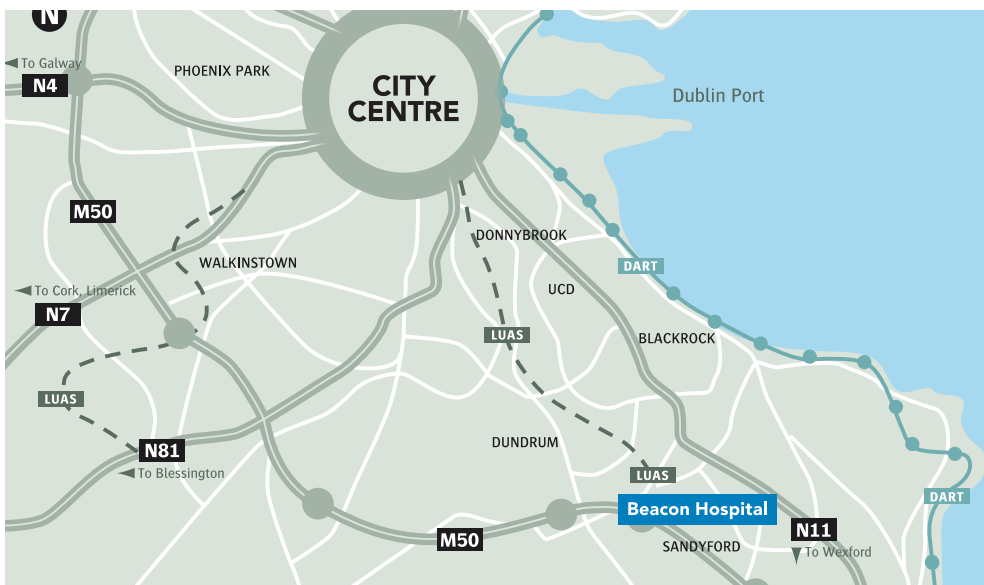 N
To Galway
N4
PHOENIX PARK
CITY
CENTRE
Dublin Port
M50
DONNYBROOK
WALKINSTOWN
DART
To Cork, Limerick
UCD
N7
LUAS
BLACKROCK
LUAS
DUNDRUM
N81
To Blessington
LUAS
DART
Beacon Hospital
M50
N11
SANDYFORD
To Wexford